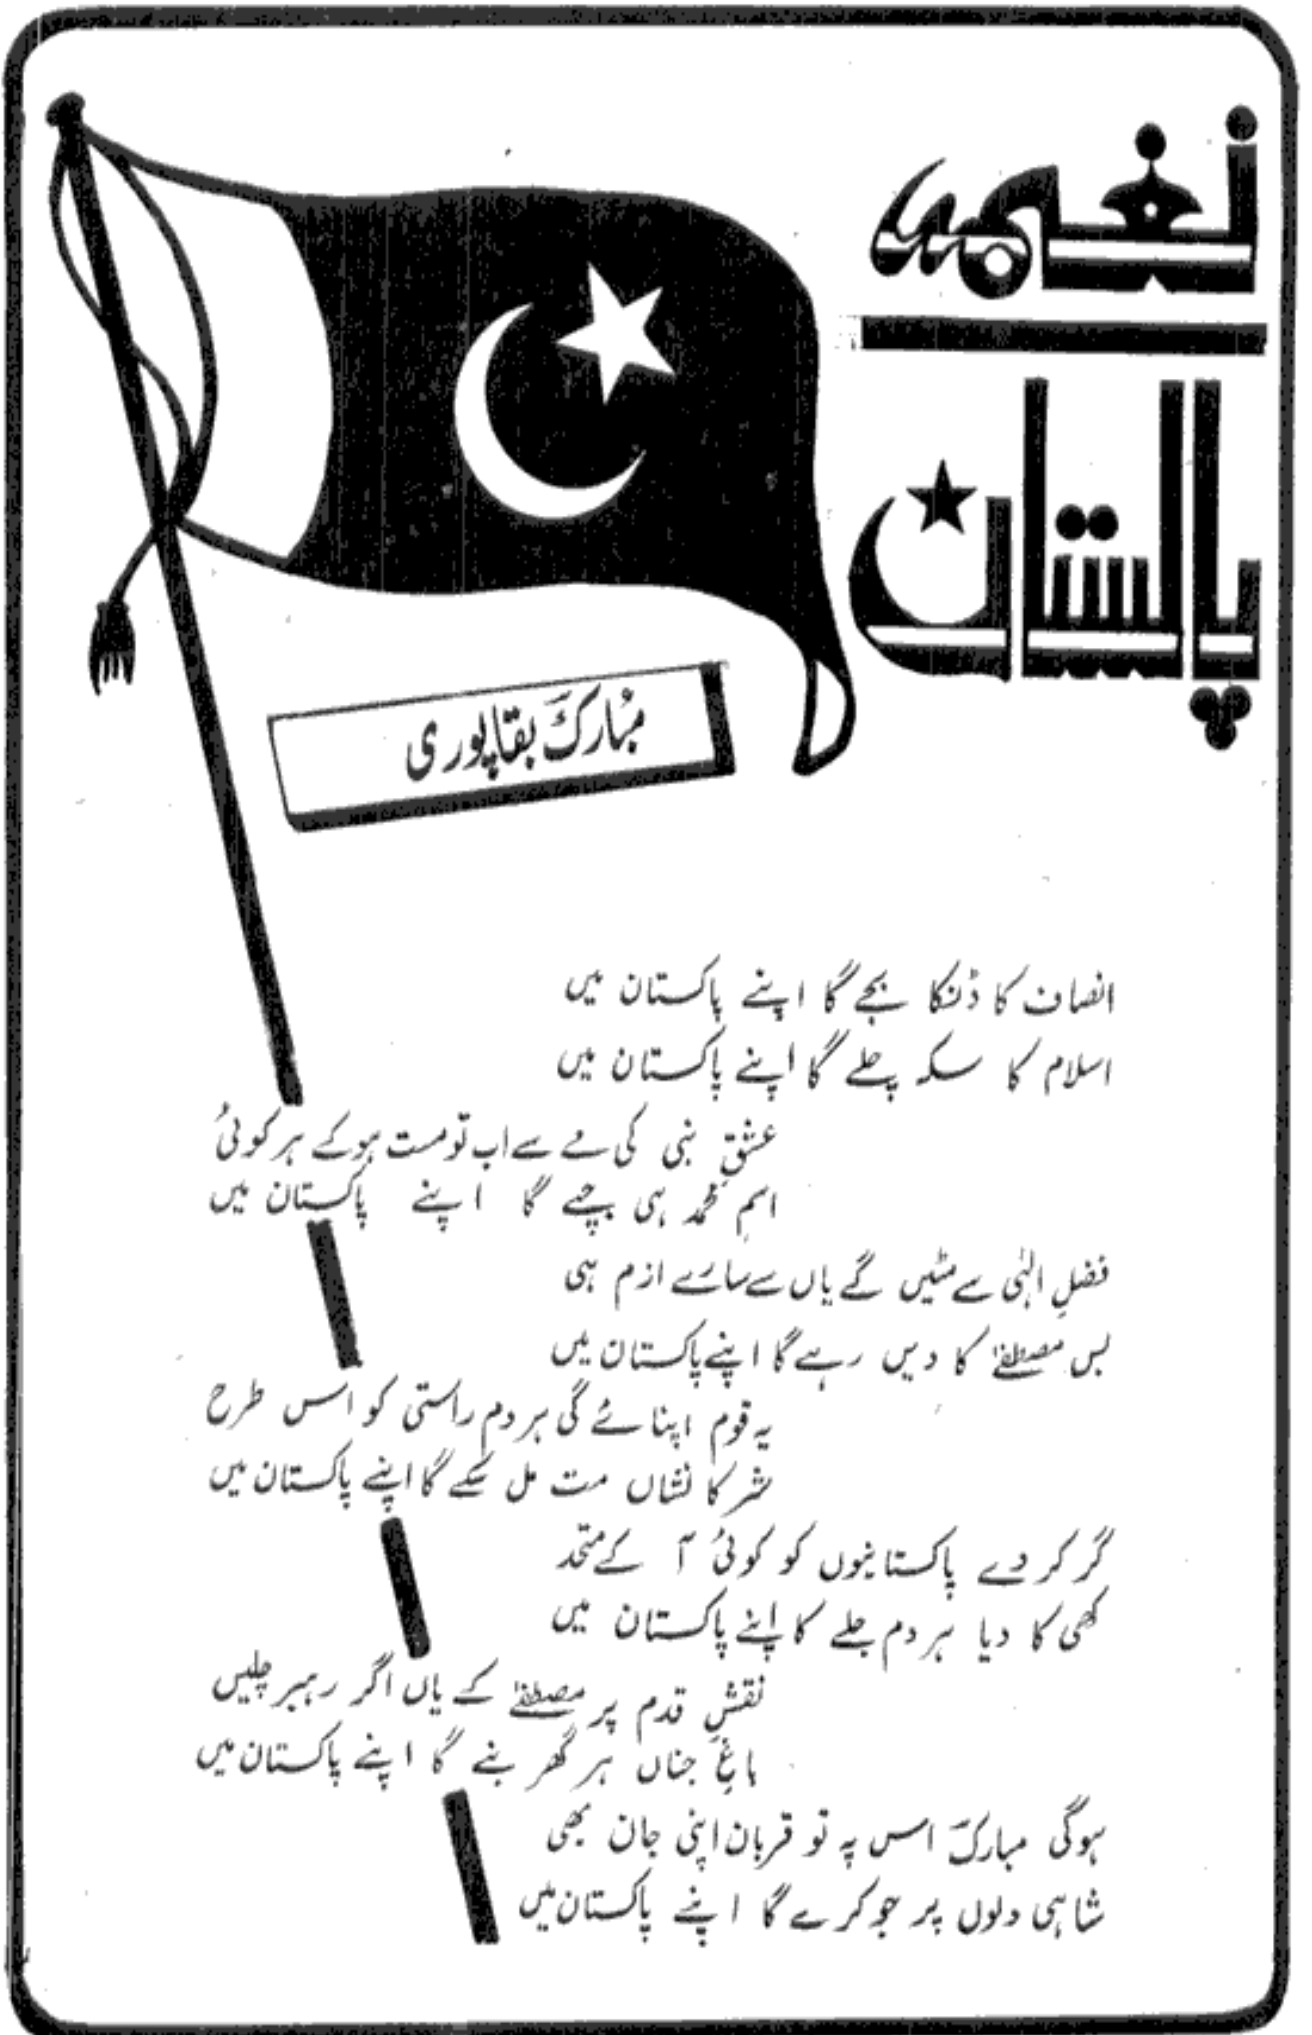 نغمہ
پاکستان
مبارکؔ بقاپوری
انصاف کا ڈنکا بجے گا اپنے پاکستان میں
اسلام کا سکہ چلے گا اپنے پاکستان میں
عشقِ نبی کی مے سے اب تو مست ہو کے ہر کوئی
اسمِ محمدؐ ہی جپے گا اپنے پاکستان میں
فضلِ الٰہی سے مٹیں گے یاں سے سارے ازم ہی
بس مصطفےٰ کا دیں رہے گا اپنے پاکستان میں
یہ قوم اپنائے گی ہر دم راستی کو اس طرح
شر کا نشاں مت مل سکے گا اپنے پاکستان میں
گر کر دے پاکستانیوں کو کوئی آ کے متحد
گھی کا دیا ہر دم جلے گا اپنے پاکستان میں
نقشِ قدم پر مصطفےٰ کے یاں اگر رہبر چلیں
باغِ جناں ہر گھر بنے گا اپنے پاکستان میں
ہوگی مبارکؔ اس پہ تو قربان اپنی جان بھی
شاہی دلوں پر جو کرے گا اپنے پاکستان میں